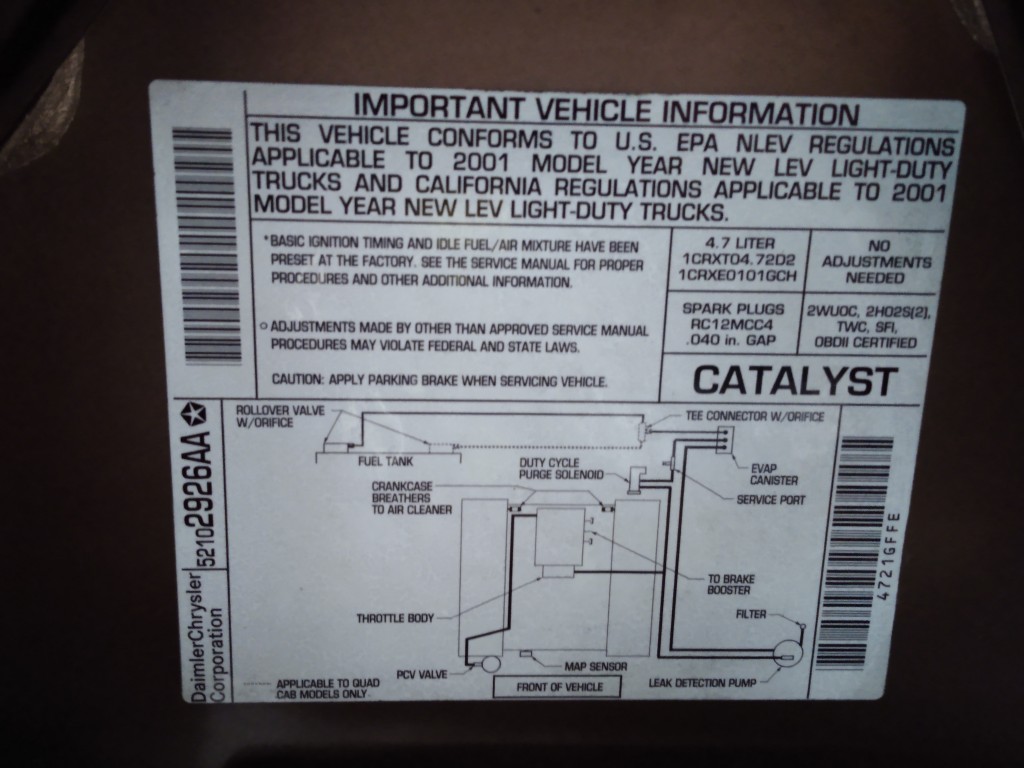 IMPORTANT VEHICLE INFORMATION
THIS VEHICLE CONFORMS TO U.S. EPA NLEV REGULATIONS
APPLICABLE TO 2001 MODEL YEAR NEW LEV LIGHT-DUTY
TRUCKS AND CALIFORNIA REGULATIONS APPLICABLE TO 2001
MODEL YEAR NEW LEV LIGHT-DUTY TRUCKS.
*BASIC IGNITION TIMING AND IDLE FUEL/AIR MIXTURE HAVE BEEN
PRESET AT THE FACTORY. SEE THE SERVICE MANUAL FOR PROPER
PROCEDURES AND OTHER ADDITIONAL INFORMATION.
○ ADJUSTMENTS MADE BY OTHER THAN APPROVED SERVICE MANUAL
PROCEDURES MAY VIOLATE FEDERAL AND STATE LAWS.
CAUTION: APPLY PARKING BRAKE WHEN SERVICING VEHICLE.
4.7 LITER
1CRXT04.72D2
1CRXE0101GCH
NO
ADJUSTMENTS
NEEDED
SPARK PLUGS
RC12MCC4
.040 in. GAP
2WUOC, 2HO2S(2),
TWC, SFI,
OBDII CERTIFIED
CATALYST
ROLLOVER VALVE
W/ORIFICE
FUEL TANK
TEE CONNECTOR W/ORIFICE
DUTY CYCLE
PURGE SOLENOID
EVAP
CANISTER
SERVICE PORT
CRANKCASE
BREATHERS
TO AIR CLEANER
TO BRAKE
BOOSTER
THROTTLE BODY
FILTER
PCV VALVE
MAP SENSOR
LEAK DETECTION PUMP
APPLICABLE TO QUAD
CAB MODELS ONLY
FRONT OF VEHICLE
DaimlerChrysler
Corporation
52102926AA
4721GFFE